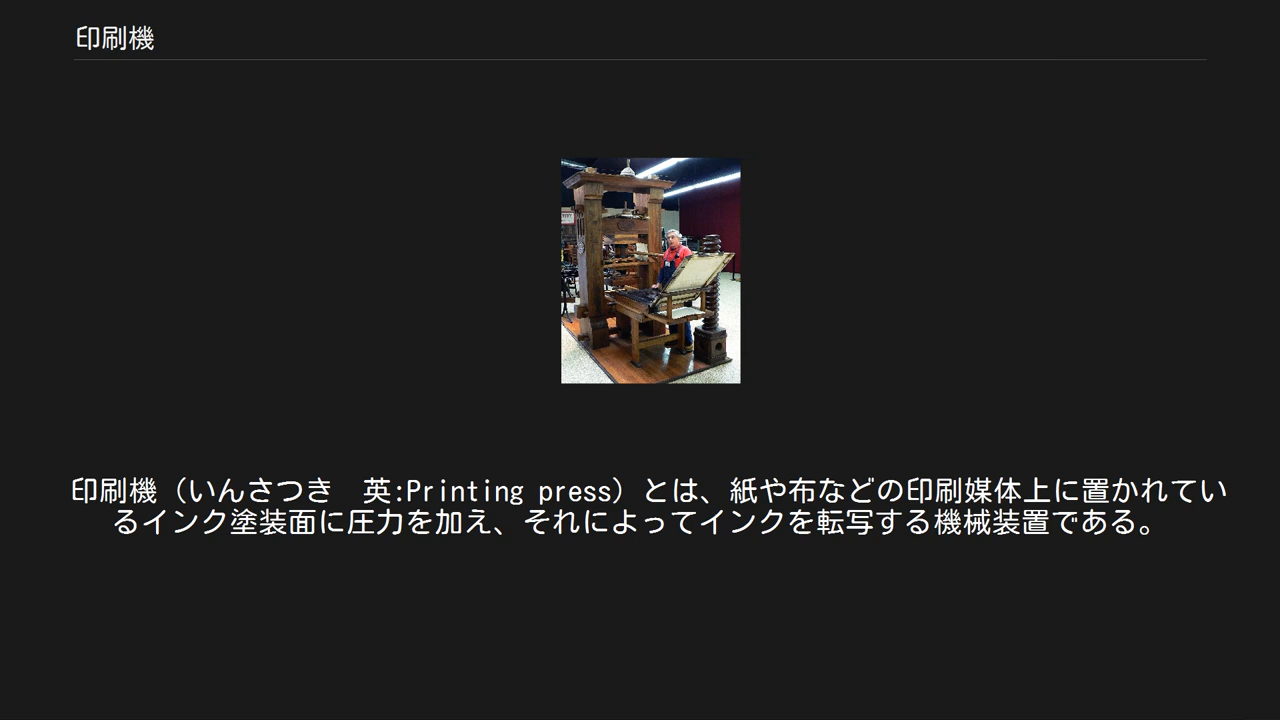 印刷機
印刷機（いんさつき　英:Printing press）とは、紙や布などの印刷媒体上に置かれてい
るインク塗装面に圧力を加え、それによってインクを転写する機械装置である。